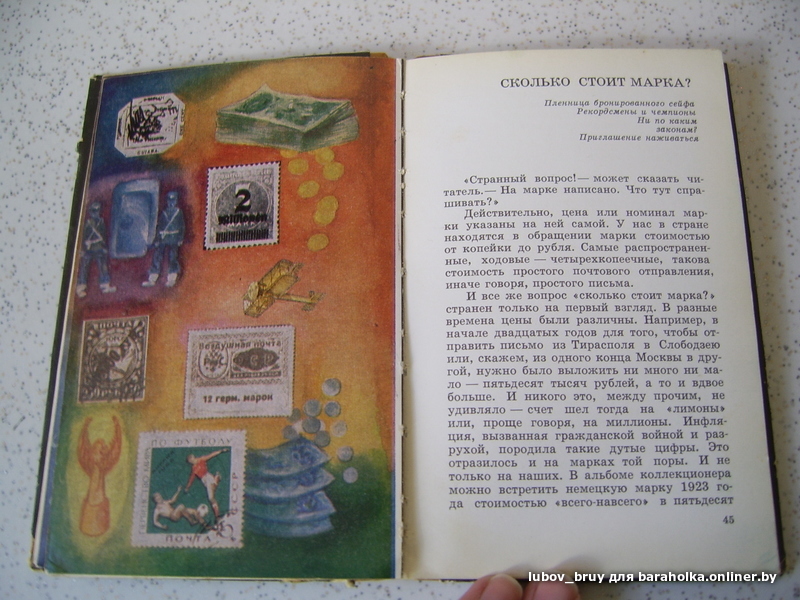 2
ПОЧТА
Воздушная почта
Р С Ф С Р
12 герм. марок
ПО ФУТБОЛУ
СССР
ПОЧТА
СКОЛЬКО СТОИТ МАРКА?
Пленница бронированного сейфа
Рекордсмены и чемпионы
Ни по каким
законам?
Приглашение наживаться
«Странный вопрос!— может сказать чи-
татель.— На марке написано. Что тут спра-
шивать?»
Действительно, цена или номинал мар-
ки указаны на ней самой. У нас в стране
находятся в обращении марки стоимостью
от копейки до рубля. Самые распространен-
ные, ходовые — четырехкопеечные, такова
стоимость простого почтового отправления,
иначе говоря, простого письма.
И все же вопрос «сколько стоит марка?»
странен только на первый взгляд. В разные
времена цены были различны. Например, в
начале двадцатых годов для того, чтобы от-
править письмо из Тирасполя в Слободзею
или, скажем, из одного конца Москвы в дру-
гой, нужно было выложить ни много ни ма-
ло — пятьдесят тысяч рублей, а то и вдвое
больше. И никого это, между прочим, не
удивляло — счет шел тогда на «лимоны»
или, проще говоря, на миллионы. Инфля-
ция, вызванная гражданской войной и раз-
рухой, породила такие дутые цифры. Это
отразилось и на марках той поры. И не
только на наших. В альбоме коллекционера
можно встретить немецкую марку 1923 го-
да стоимостью «всего-навсего» в пятьдесят
45
lubov_bruy для baraholka.onliner.by